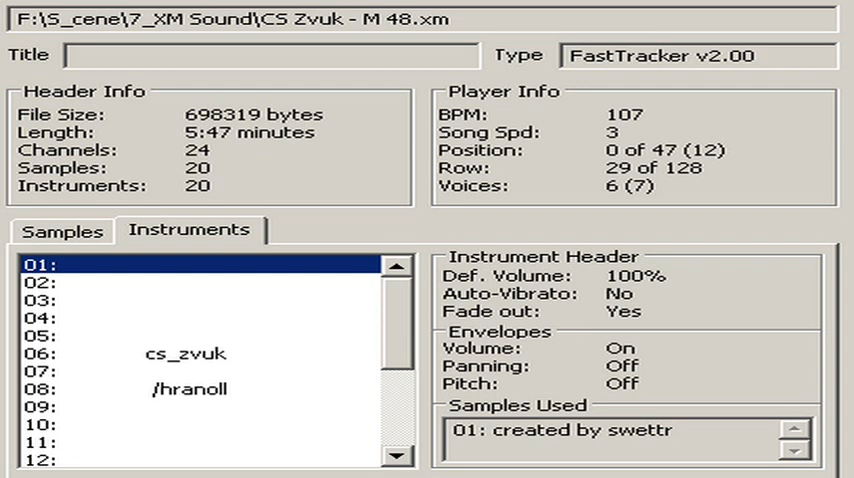 F:\S_cene\7_XM Sound\CS Zvuk - M 48.xm
Title Type FastTracker v2.00
Header Info
File Size: 698319 bytes
Length: 5:47 minutes
Channels: 24
Samples: 20
Instruments: 20
Player Info
BPM: 107
Song Spd: 3
Position: 0 of 47 (12)
Row: 29 of 128
Voices: 6 (7)
Samples Instruments
01:
02:
03:
04:
05:
06: cs_zvuk
07:
08: /hranoll
09:
10:
11:
12:
Instrument Header
Def. Volume: 100%
Auto-Vibrato: No
Fade out: Yes
Envelopes
Volume: On
Panning: Off
Pitch: Off
Samples Used
01: created by swettr